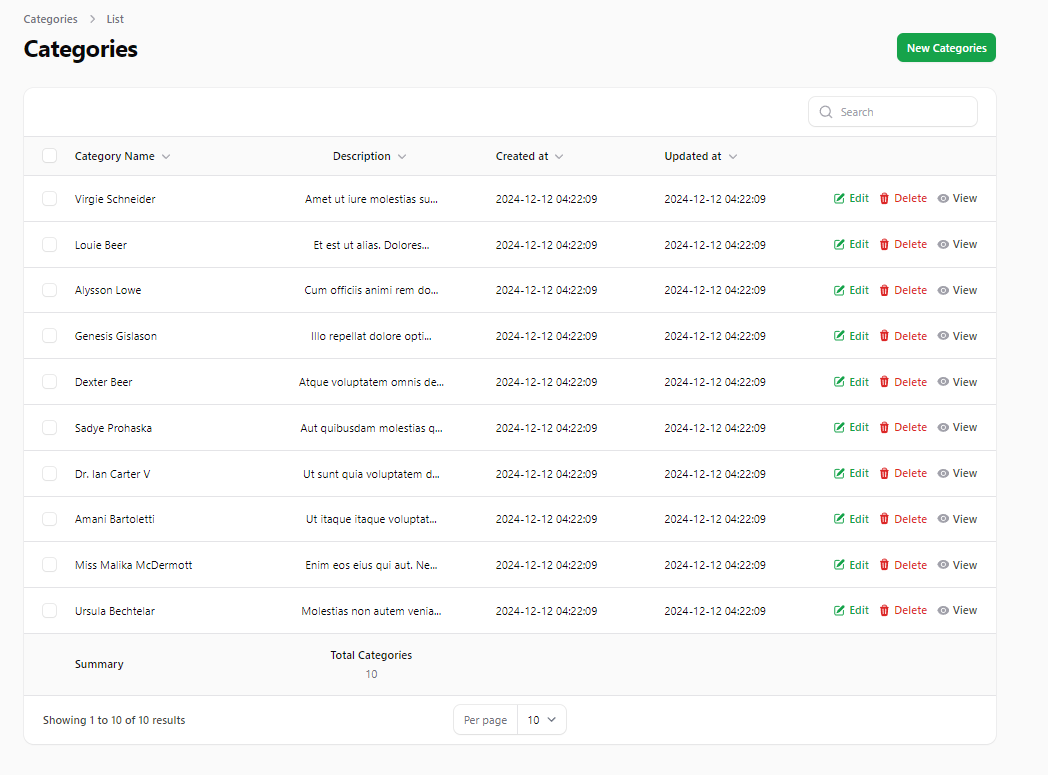 Categories > List
Categories
New Categories
Search
Category Name Description Created at Updated at
Virgie Schneider Amet ut iure molestias su... 2024-12-12 04:22:09 2024-12-12 04:22:09 Edit Delete View
Louie Beer Et est ut alias. Dolores... 2024-12-12 04:22:09 2024-12-12 04:22:09 Edit Delete View
Alysson Lowe Cum officiis animi rem do... 2024-12-12 04:22:09 2024-12-12 04:22:09 Edit Delete View
Genesis Gislason Illo repellat dolore opti... 2024-12-12 04:22:09 2024-12-12 04:22:09 Edit Delete View
Dexter Beer Atque voluptatem omnis de... 2024-12-12 04:22:09 2024-12-12 04:22:09 Edit Delete View
Sadye Prohaska Aut quibusdam molestias q... 2024-12-12 04:22:09 2024-12-12 04:22:09 Edit Delete View
Dr. Ian Carter V Ut sunt quia voluptatem d... 2024-12-12 04:22:09 2024-12-12 04:22:09 Edit Delete View
Amani Bartoletti Ut itaque itaque voluptat... 2024-12-12 04:22:09 2024-12-12 04:22:09 Edit Delete View
Miss Malika McDermott Enim eos eius qui aut. Ne... 2024-12-12 04:22:09 2024-12-12 04:22:09 Edit Delete View
Ursula Bechtelar Molestias non autem venia... 2024-12-12 04:22:09 2024-12-12 04:22:09 Edit Delete View
Summary
Total Categories
10
Showing 1 to 10 of 10 results
Per page 10